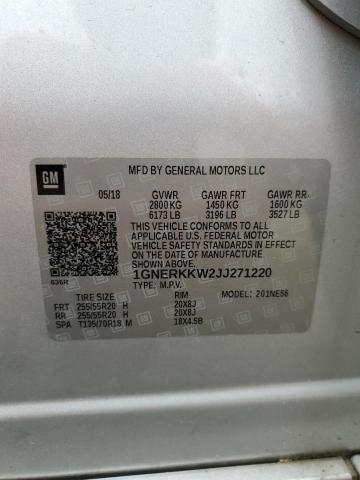 GM
MFD BY GENERAL MOTORS LLC
05/18 GVWR GAWR FRT GAWR RR
2800 KG 1450 KG 1600 KG
6173 LB 3196 LB 3527 LB
THIS VEHICLE CONFORMS TO ALL
APPLICABLE U.S. FEDERAL MOTOR
VEHICLE SAFETY STANDARDS IN EFFECT
ON THE DATE OF MANUFACTURE
SHOWN ABOVE.
1GNERKKW2JJ271220
636R TYPE: M.P.V. MODEL: 201NE56
TIRE SIZE RIM
FRT 255/55R20 H 20X8J
RR 255/55R20 H 20X8J
SPA T135/70R18 M 18X4.5B